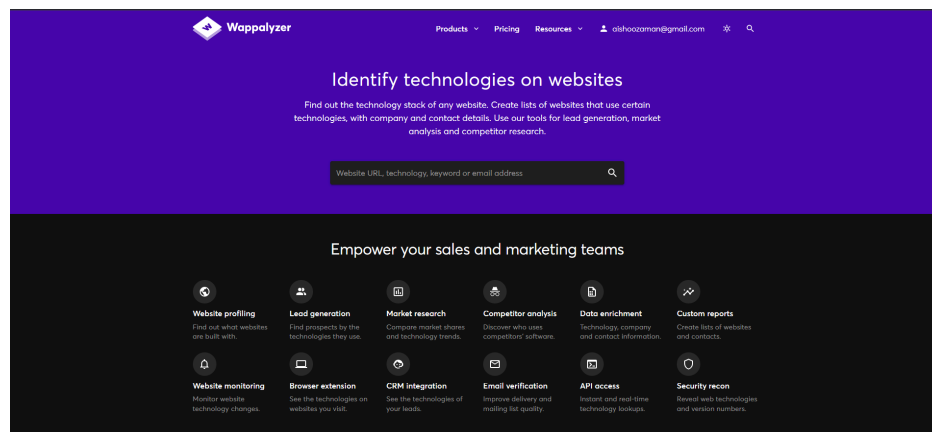 Wappalyzer
Products Pricing Resources aishoozaman@gmail.com
Identify technologies on websites
Find out the technology stack of any website. Create lists of websites that use certain
technologies, with company and contact details. Use our tools for lead generation, market
analysis and competitor research.
Website URL, technology, keyword or email address
Empower your sales and marketing teams
Website profiling
Find out what websites
are built with.
Lead generation
Find prospects by the
technologies they use.
Market research
Compare market shares
and technology trends.
Competitor analysis
Discover who uses
competitors' software.
Data enrichment
Technology, company
and contact information.
Custom reports
Create lists of websites
and contacts.
Website monitoring
Monitor website
technology changes.
Browser extension
See the technologies on
websites you visit.
CRM integration
See the technologies of
your leads.
Email verification
Improve delivery and
mailing list quality.
API access
Instant and real-time
technology lookups.
Security recon
Reveal web technologies
and version numbers.